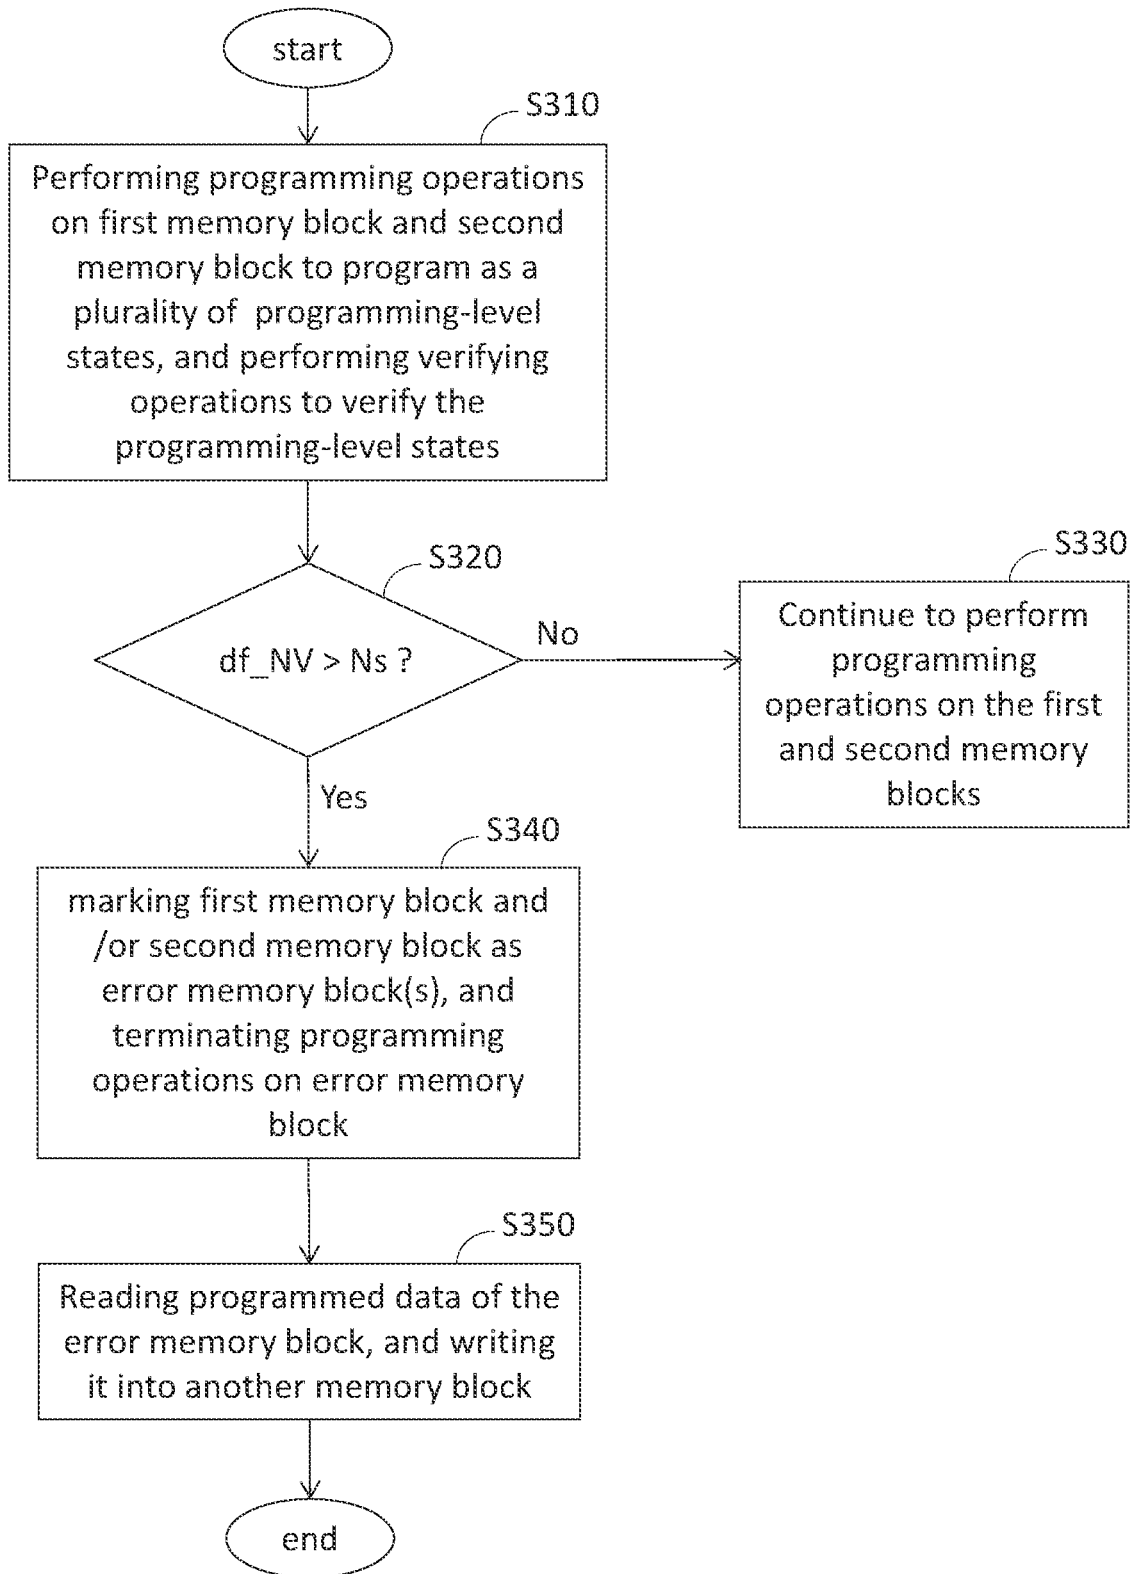 start
S310
Performing programming operations
on first memory block and second
memory block to program as a
plurality of programming-level
states, and performing verifying
operations to verify the
programming-level states
S320
df_NV > Ns ?
No
S330
Continue to perform
programming
operations on the first
and second memory
blocks
Yes
S340
marking first memory block and
/or second memory block as
error memory block(s), and
terminating programming
operations on error memory
block
S350
Reading programmed data of the
error memory block, and writing
it into another memory block
end